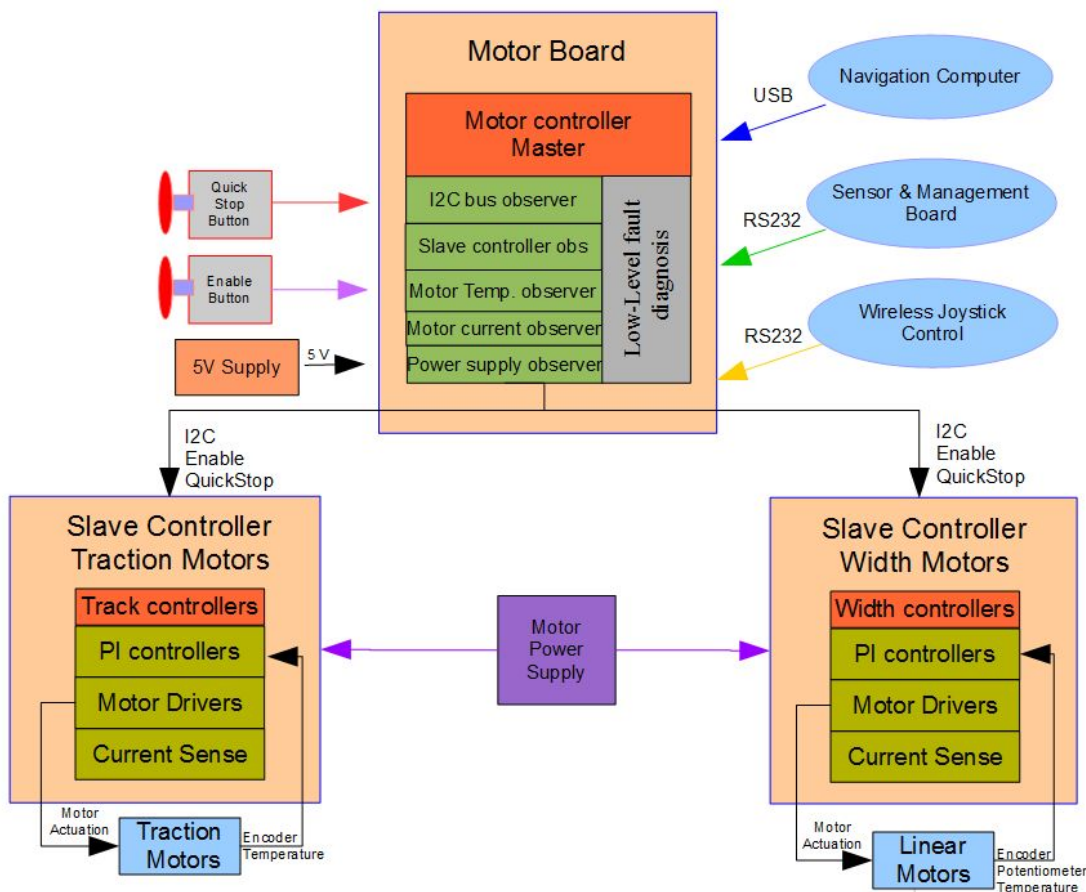 Motor Board
Motor controller
Master
I2C bus observer
Slave controller obs
Motor Temp. observer
Motor current observer
Power supply observer
Low-Level fault
diagnosis
Quick
Stop
Button
Enable
Button
5V Supply
5 V
USB
Navigation Computer
RS232
Sensor & Management
Board
RS232
Wireless Joystick
Control
I2C
Enable
QuickStop
I2C
Enable
QuickStop
Slave Controller
Traction Motors
Track controllers
PI controllers
Motor Drivers
Current Sense
Motor
Actuation
Traction
Motors
Encoder
Temperature
Motor
Power
Supply
Slave Controller
Width Motors
Width controllers
PI controllers
Motor Drivers
Current Sense
Motor
Actuation
Linear
Motors
Encoder
Potentiometer
Temperature